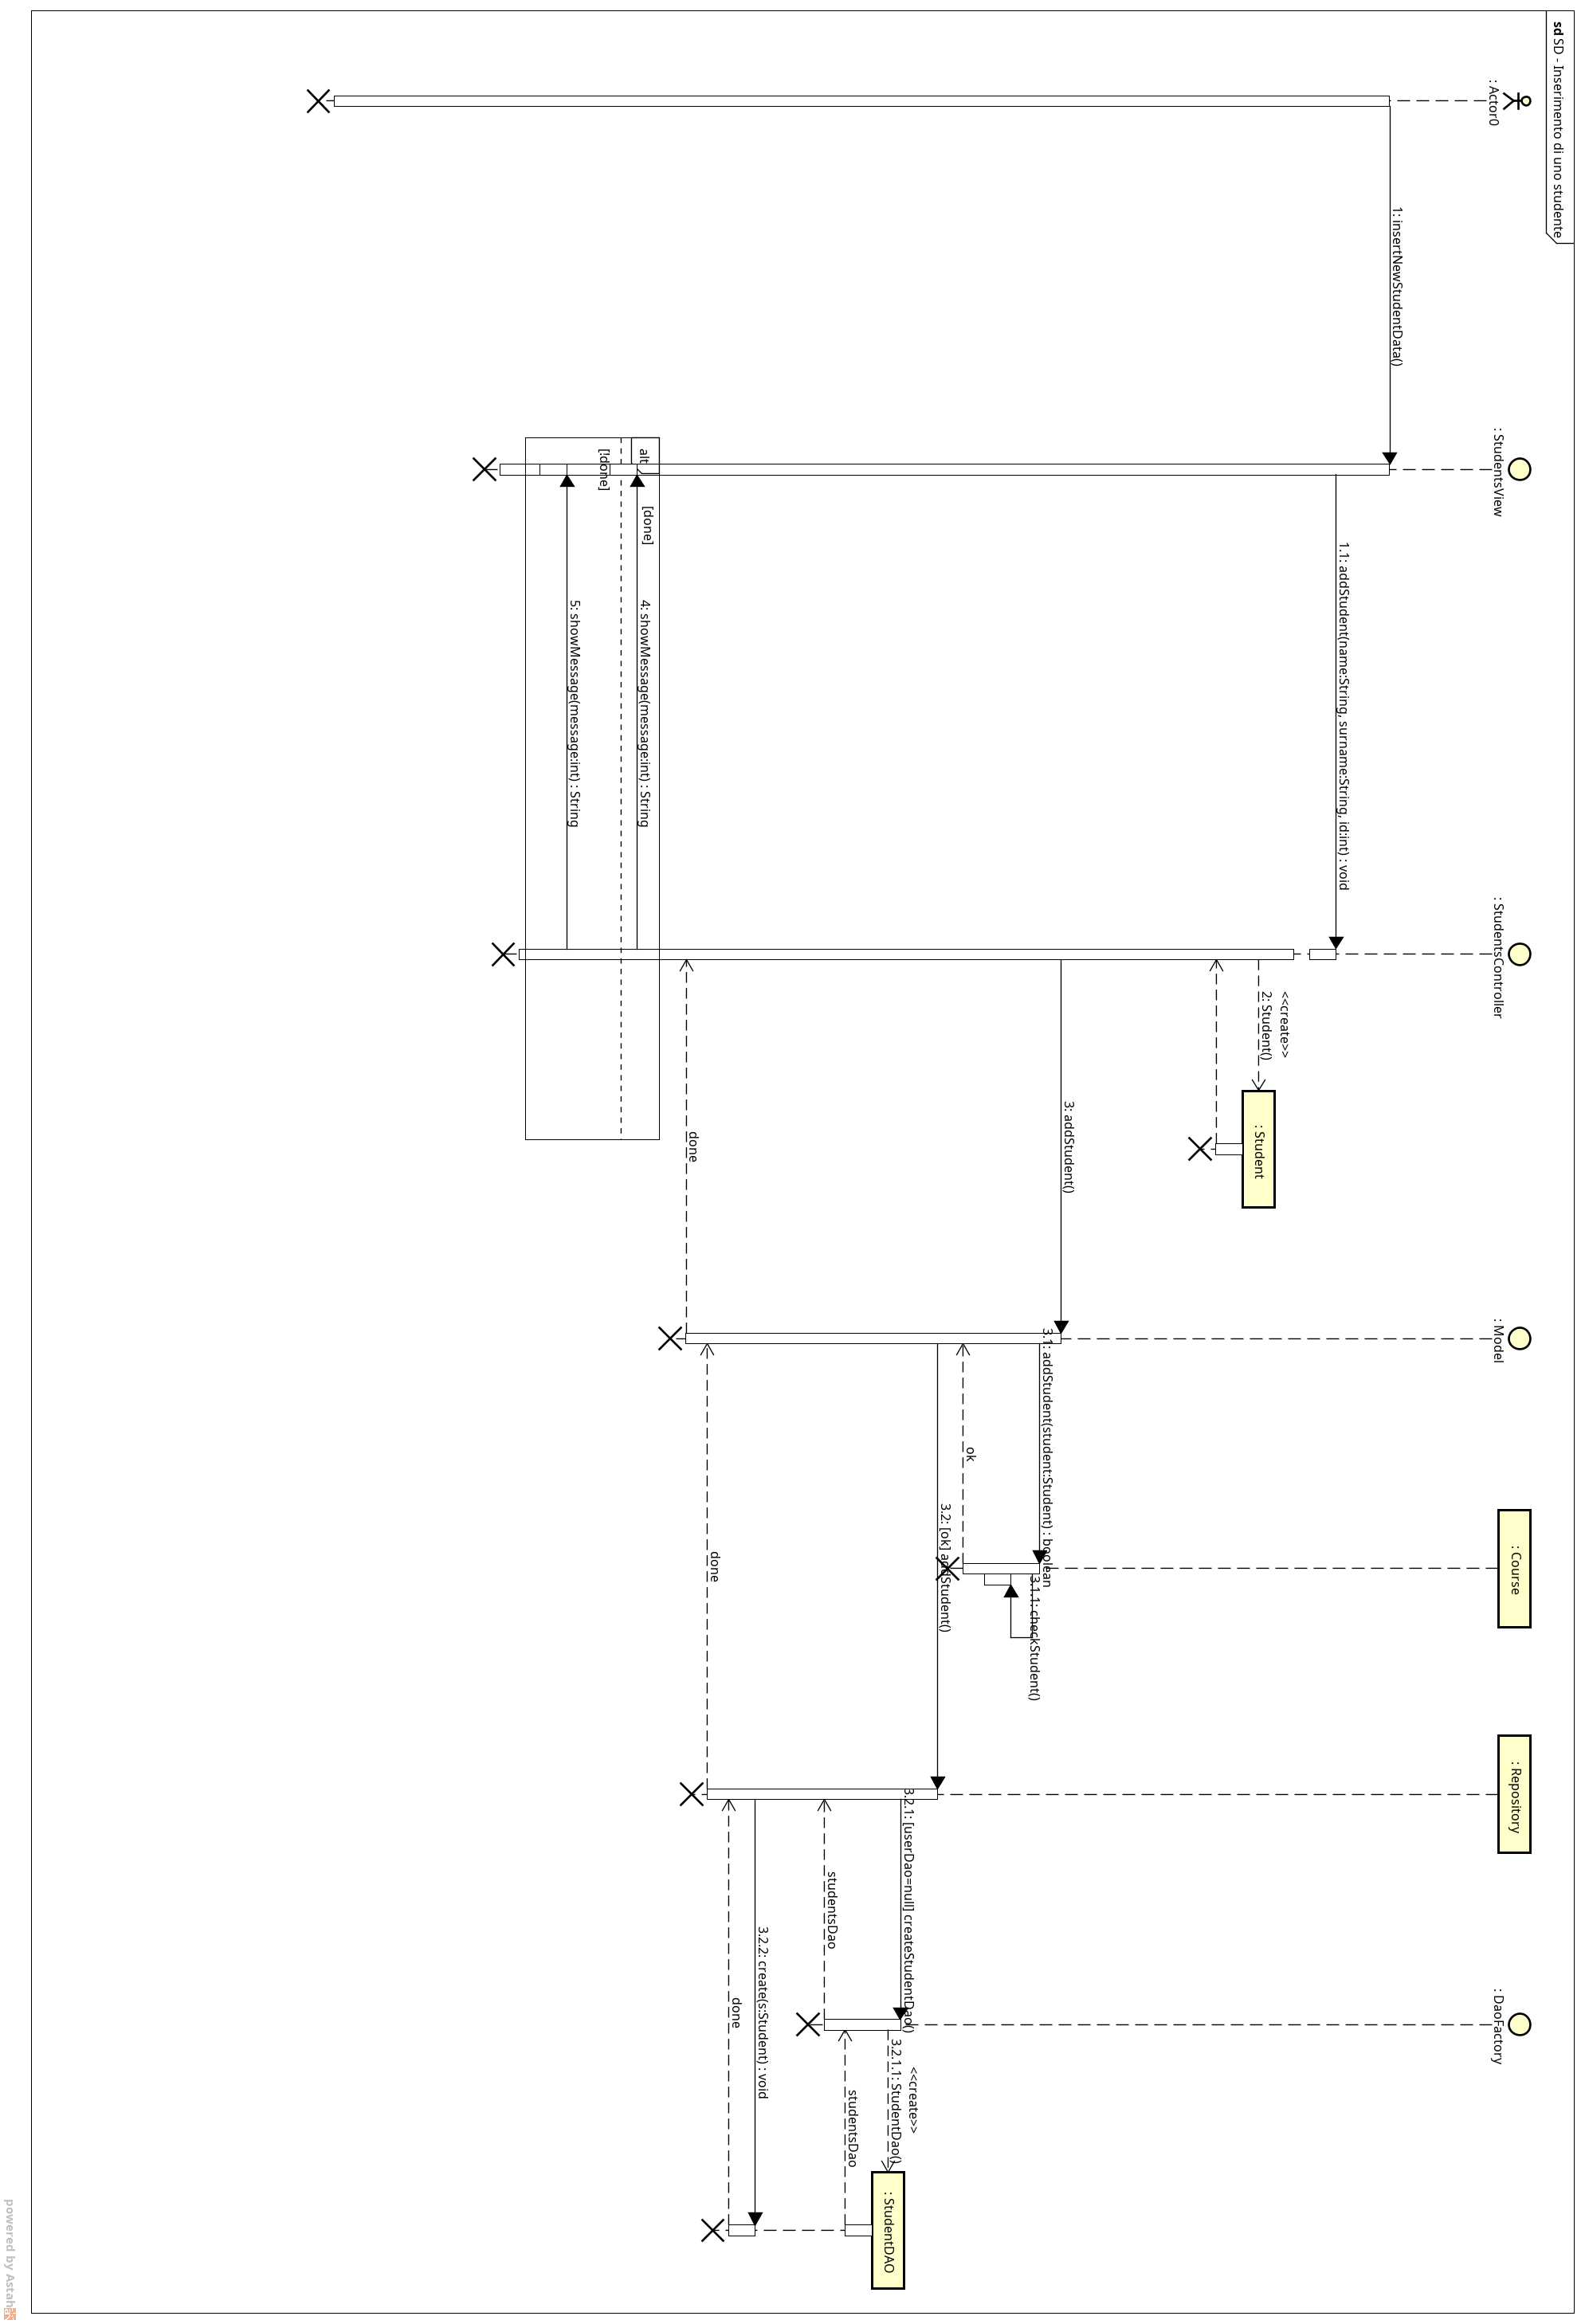 sd SD - Inserimento di uno studente
: Actor0
: StudentsView
: StudentsController
: Model
: Course
: Repository
: DaoFactory
1: insertNewStudentData()
1.1: addStudent(name:String, surname:String, id:int) : void
<<create>>
2: Student()
: Student
3: addStudent()
3.1: addStudent(student:Student) : boolean
3.1.1: checkStudent()
ok
3.2: [ok] addStudent()
3.2.1: [userDao=null] createStudentDao()
<<create>>
3.2.1.1: StudentDao()
: StudentDAO
studentsDao
studentsDao
3.2.2: create(s:Student) : void
done
done
done
alt
[done]
4: showMessage(message:int) : String
[!done]
5: showMessage(message:int) : String
powered by Astah